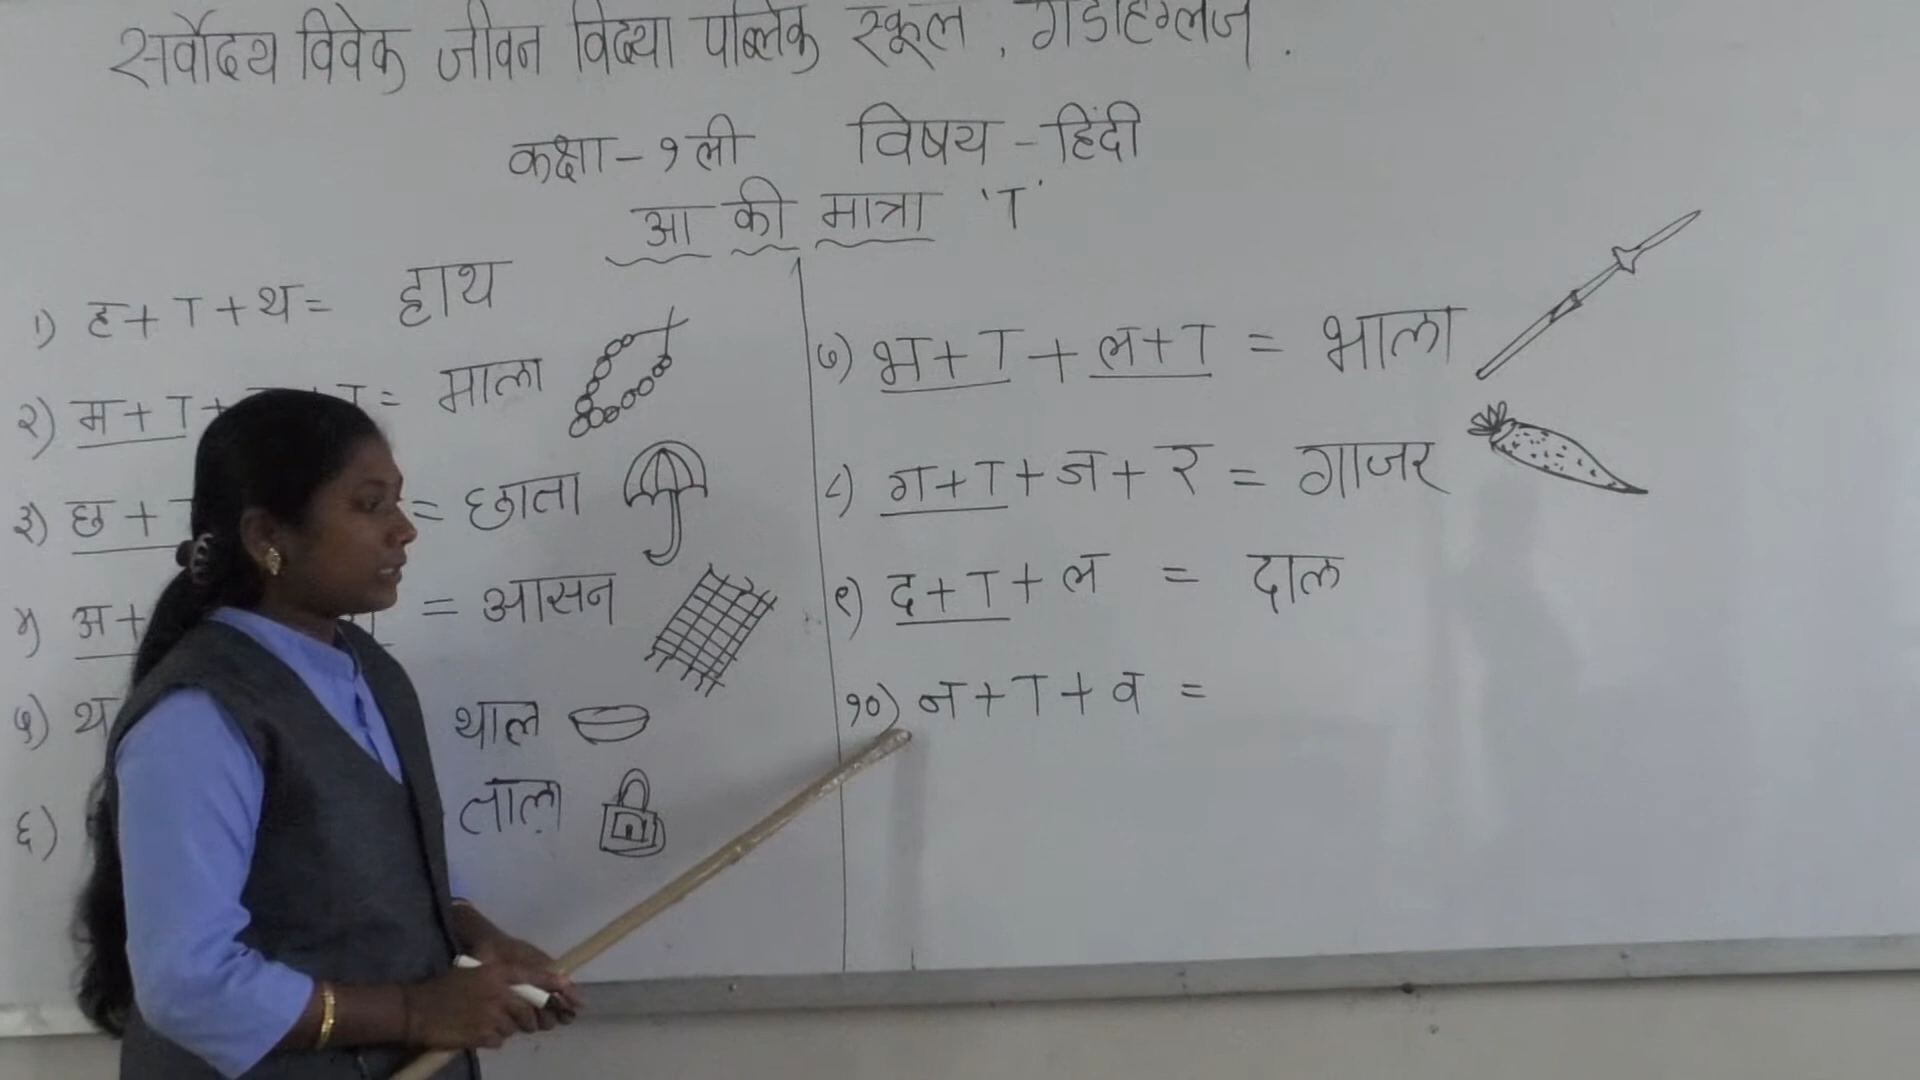 सर्वोदय विवेक जीवन विद्या पब्लिक स्कूल, गडहिंग्लज.
कक्षा - १ली विषय - हिंदी
आ की मात्रा 'ा'
१) ह + ा + थ = हाथ
२) म + ा + = माला
३) छ + = छाता
४) अ + = आसन
५) थ थाल
६) ताला
७) भ + ा + ल + ा = भाला
८) ग + ा + ज + र = गाजर
९) द + ा + ल = दाल
१०) न + ा + व =